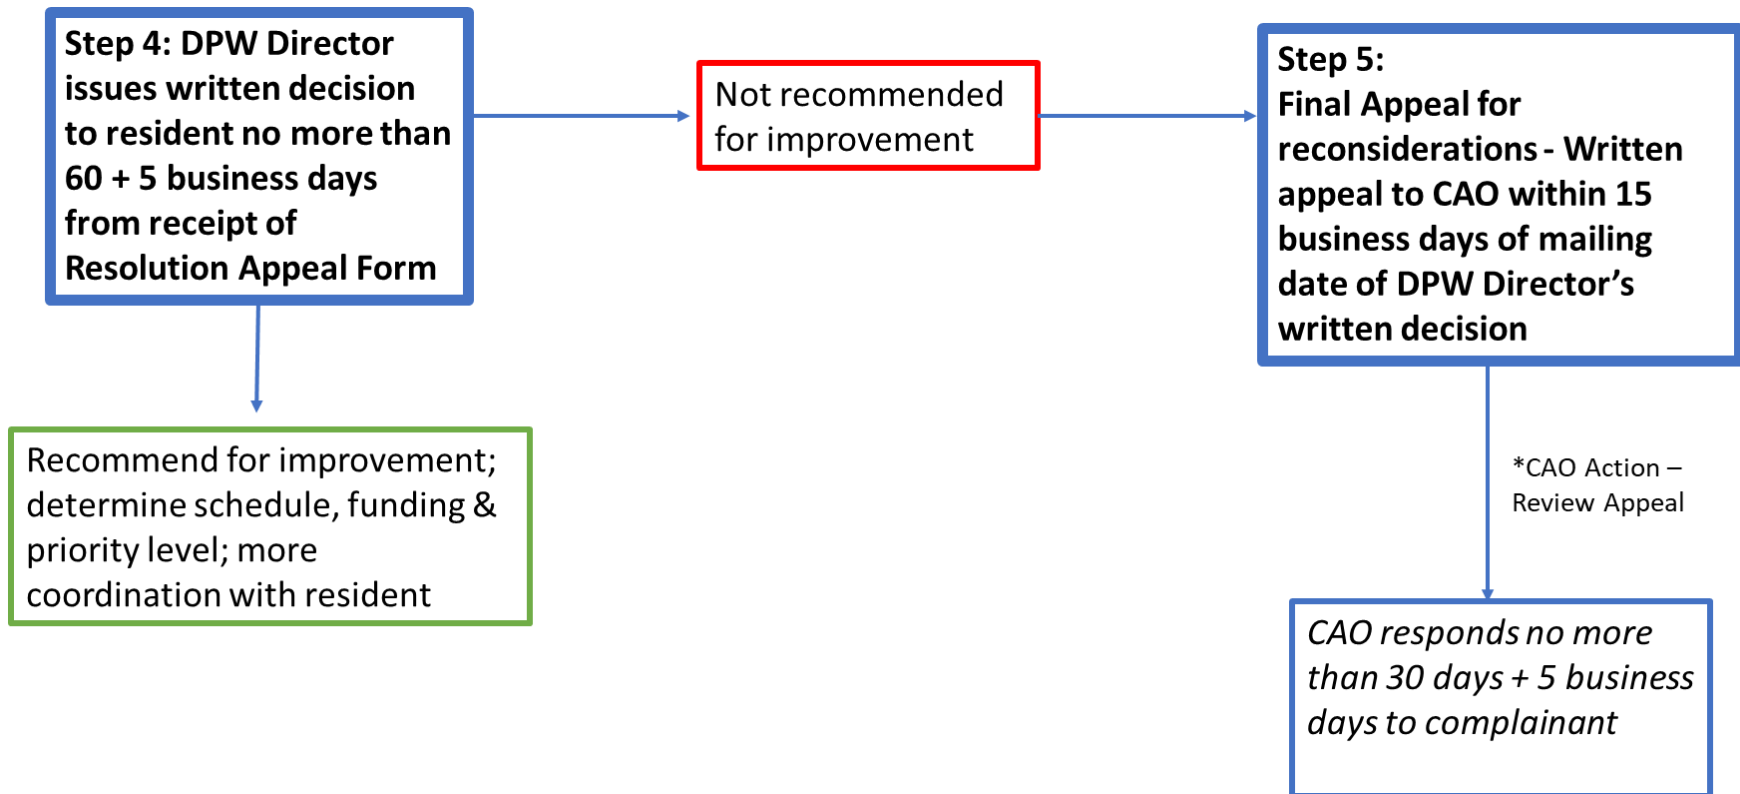 Step 4: DPW Director
issues written decision
to resident no more than
60 + 5 business days
from receipt of
Resolution Appeal Form
Not recommended
for improvement
Step 5:
Final Appeal for
reconsiderations - Written
appeal to CAO within 15
business days of mailing
date of DPW Director’s
written decision
Recommend for improvement;
determine schedule, funding &
priority level; more
coordination with resident
*CAO Action –
Review Appeal
CAO responds no more
than 30 days + 5 business
days to complainant